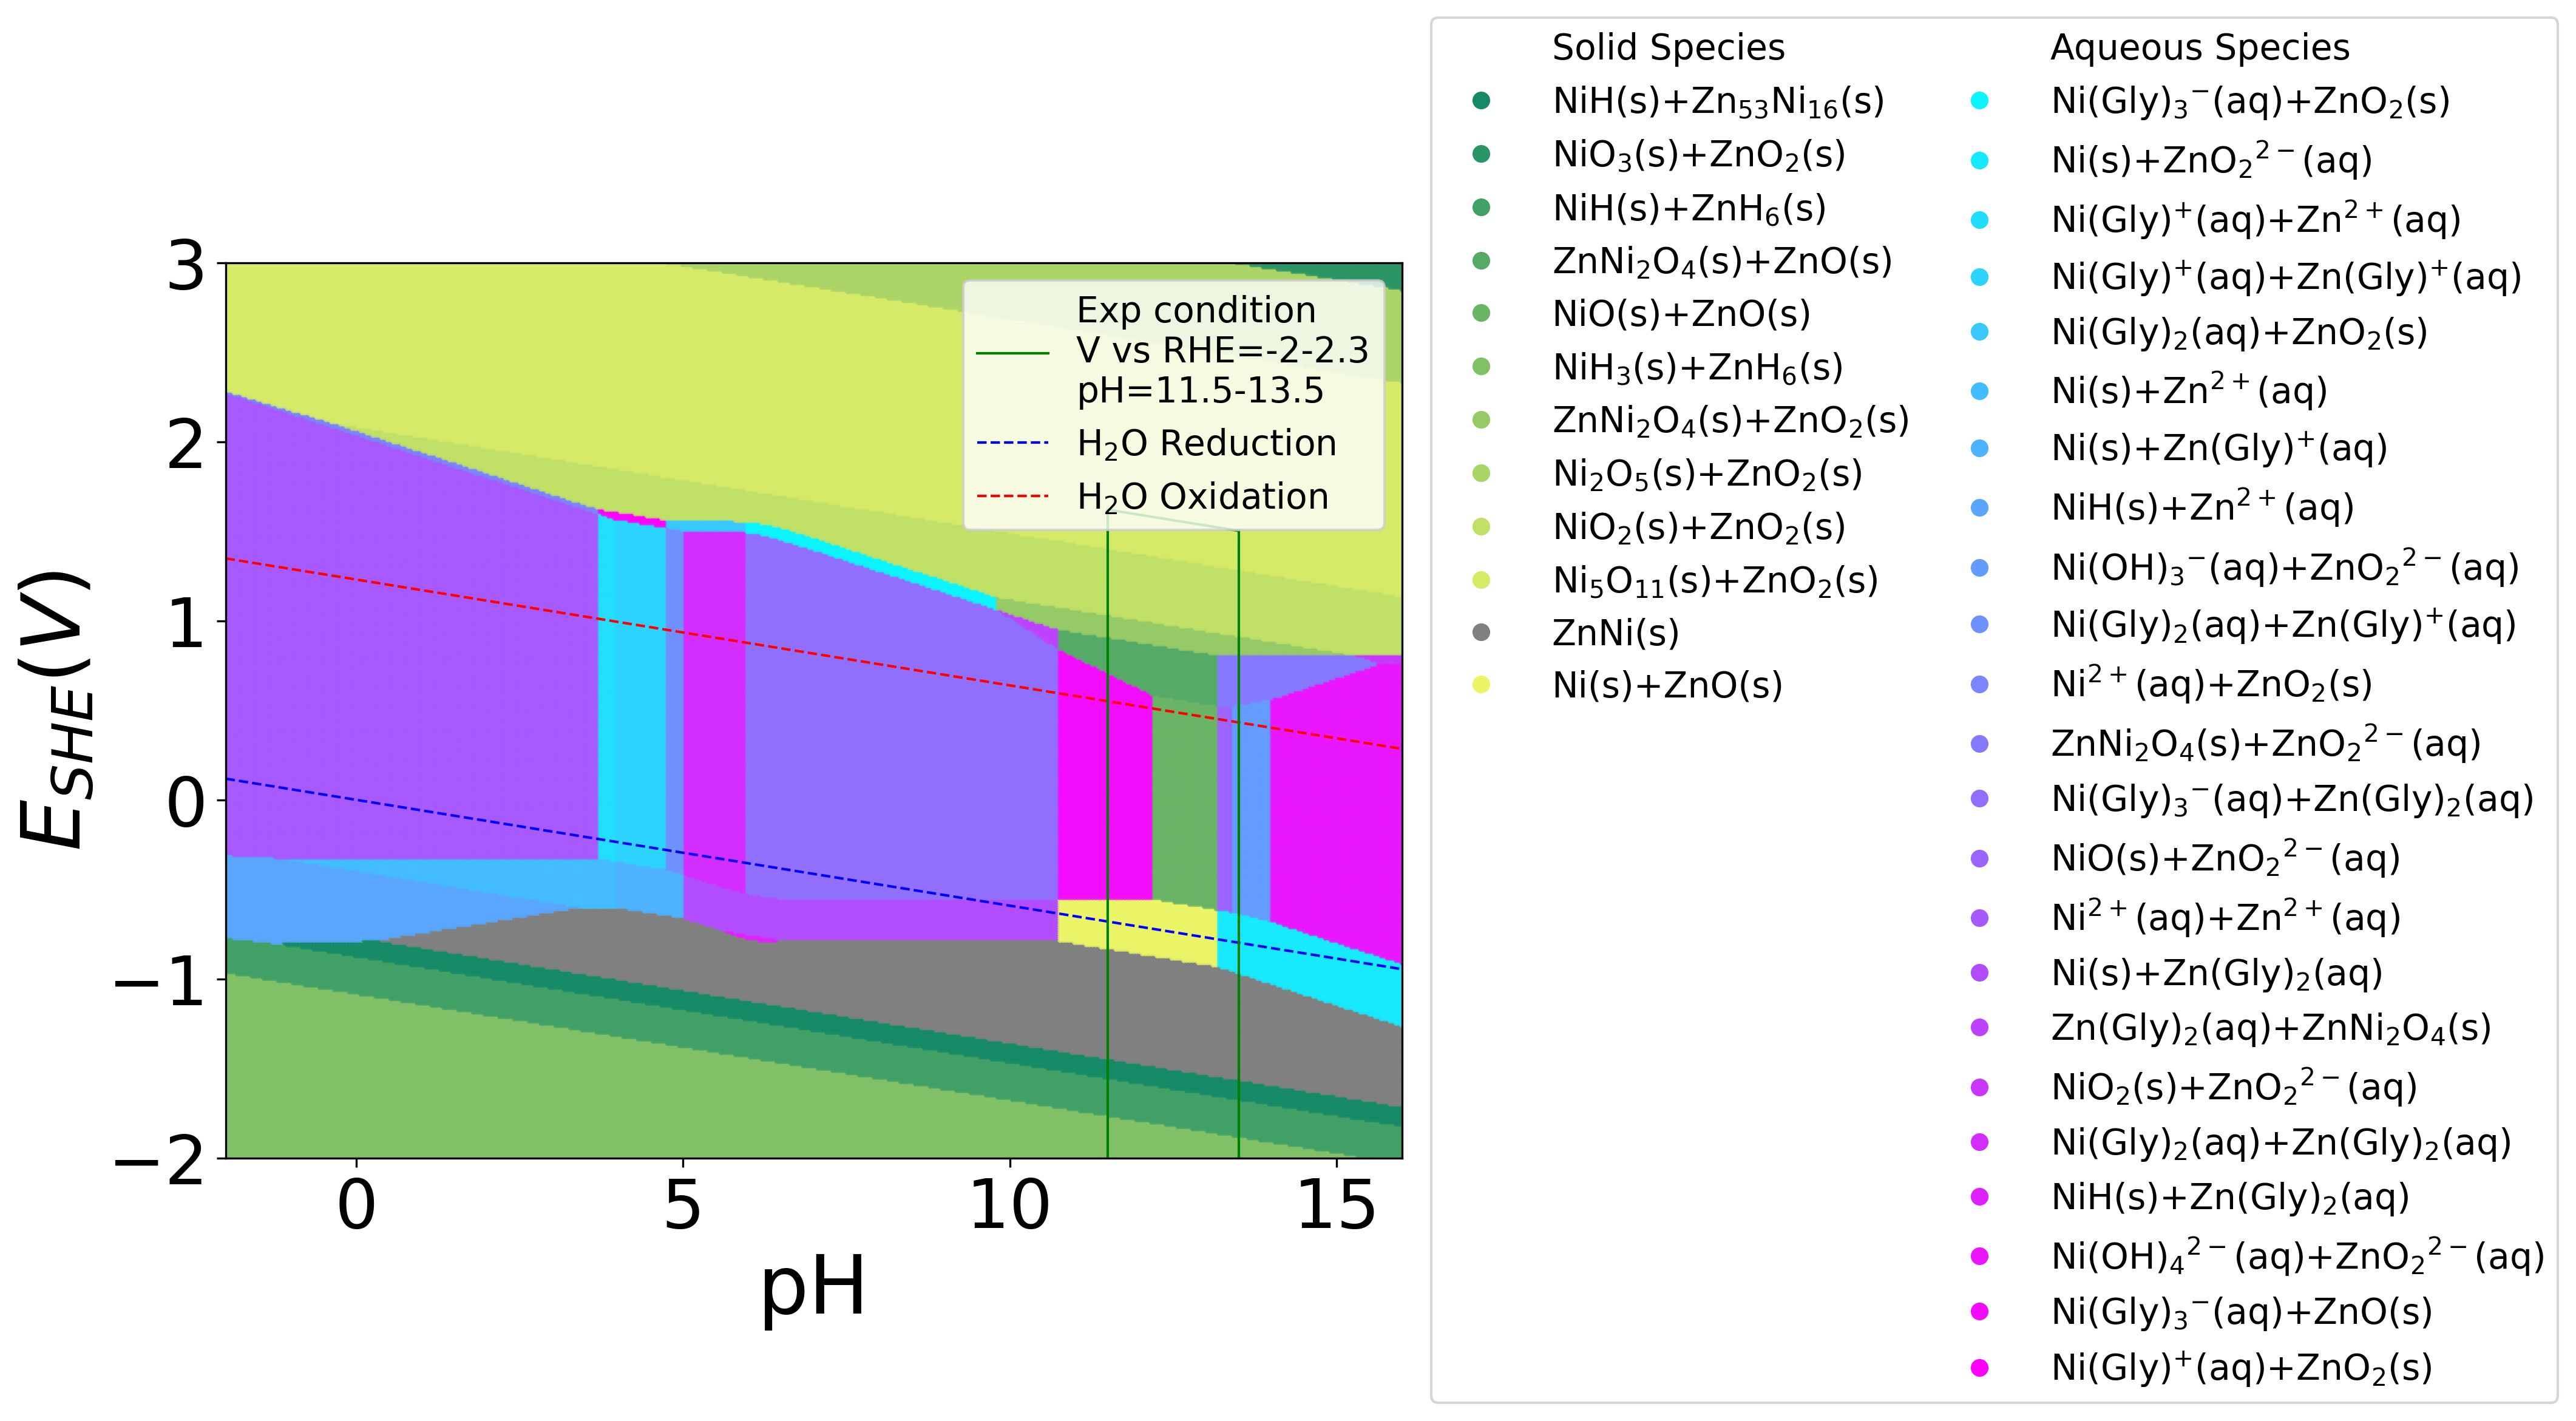 E_SHE(V)
3
2
1
0
−1
−2
0 5 10 15
pH
Exp condition
V vs RHE=-2-2.3
pH=11.5-13.5
H₂O Reduction
H₂O Oxidation
Solid Species
NiH(s)+Zn₅₃Ni₁₆(s)
NiO₃(s)+ZnO₂(s)
NiH(s)+ZnH₆(s)
ZnNi₂O₄(s)+ZnO(s)
NiO(s)+ZnO(s)
NiH₃(s)+ZnH₆(s)
ZnNi₂O₄(s)+ZnO₂(s)
Ni₂O₅(s)+ZnO₂(s)
NiO₂(s)+ZnO₂(s)
Ni₅O₁₁(s)+ZnO₂(s)
ZnNi(s)
Ni(s)+ZnO(s)
Aqueous Species
Ni(Gly)₃⁻(aq)+ZnO₂(s)
Ni(s)+ZnO₂²⁻(aq)
Ni(Gly)⁺(aq)+Zn²⁺(aq)
Ni(Gly)⁺(aq)+Zn(Gly)⁺(aq)
Ni(Gly)₂(aq)+ZnO₂(s)
Ni(s)+Zn²⁺(aq)
Ni(s)+Zn(Gly)⁺(aq)
NiH(s)+Zn²⁺(aq)
Ni(OH)₃⁻(aq)+ZnO₂²⁻(aq)
Ni(Gly)₂(aq)+Zn(Gly)⁺(aq)
Ni²⁺(aq)+ZnO₂(s)
ZnNi₂O₄(s)+ZnO₂²⁻(aq)
Ni(Gly)₃⁻(aq)+Zn(Gly)₂(aq)
NiO(s)+ZnO₂²⁻(aq)
Ni²⁺(aq)+Zn²⁺(aq)
Ni(s)+Zn(Gly)₂(aq)
Zn(Gly)₂(aq)+ZnNi₂O₄(s)
NiO₂(s)+ZnO₂²⁻(aq)
Ni(Gly)₂(aq)+Zn(Gly)₂(aq)
NiH(s)+Zn(Gly)₂(aq)
Ni(OH)₄²⁻(aq)+ZnO₂²⁻(aq)
Ni(Gly)₃⁻(aq)+ZnO(s)
Ni(Gly)⁺(aq)+ZnO₂(s)